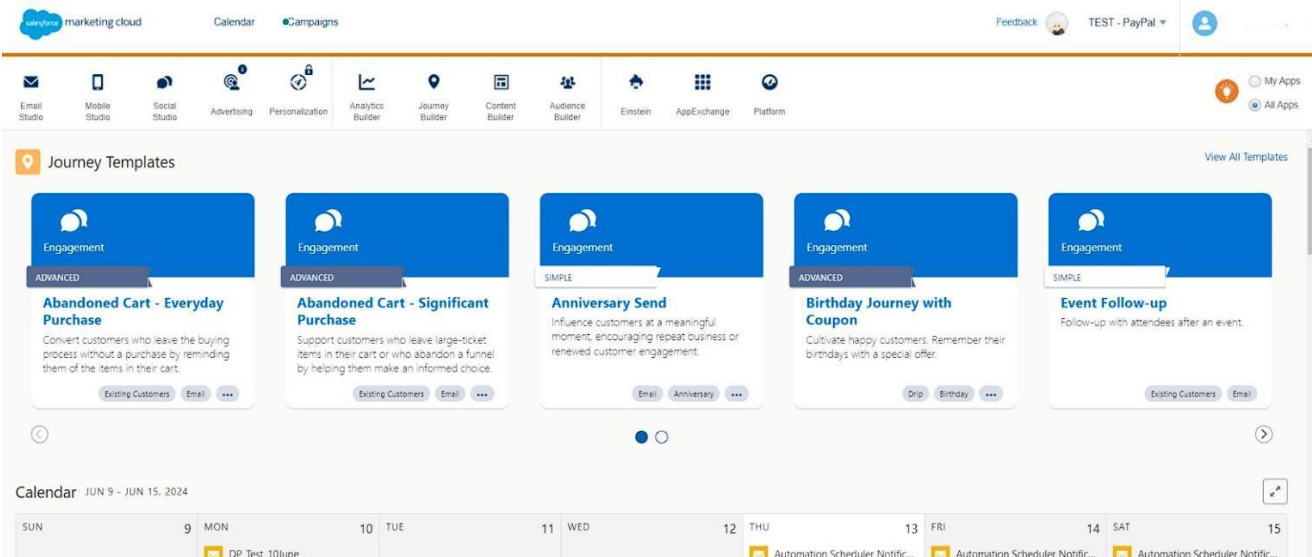 salesforce marketing cloud Calendar Campaigns Feedback TEST - PayPal
Email Studio
Mobile Studio
Social Studio
Advertising
Personalization
Analytics Builder
Journey Builder
Content Builder
Audience Builder
Einstein
AppExchange
Platform
My Apps
All Apps
Journey Templates View All Templates
Engagement
ADVANCED
Abandoned Cart - Everyday
Purchase
Convert customers who leave the buying
process without a purchase by reminding
them of the items in their cart.
Existing Customers Email •••
Engagement
ADVANCED
Abandoned Cart - Significant
Purchase
Support customers who leave large-ticket
items in their cart or who abandon a funnel
by helping them make an informed choice.
Existing Customers Email •••
Engagement
SIMPLE
Anniversary Send
Influence customers at a meaningful
moment, encouraging repeat business or
renewed customer engagement.
Email Anniversary •••
Engagement
ADVANCED
Birthday Journey with
Coupon
Cultivate happy customers. Remember their
birthdays with a special offer.
Drip Birthday •••
Engagement
SIMPLE
Event Follow-up
Follow-up with attendees after an event.
Existing Customers Email
Calendar JUN 9 - JUN 15, 2024
SUN 9 MON 10 TUE 11 WED 12 THU 13 FRI 14 SAT 15
DP_Test_10June Automation Scheduler Notific... Automation Scheduler Notific... Automation Scheduler Notific...